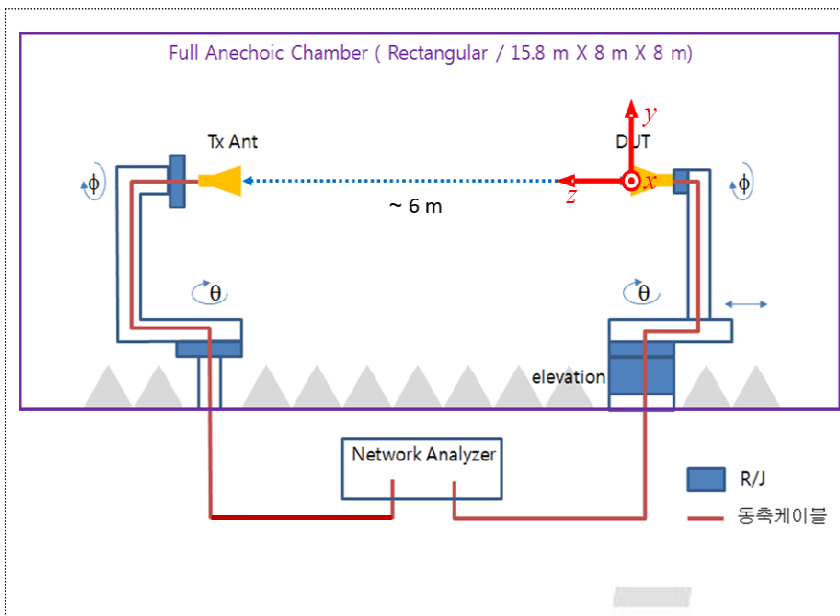 Full Anechoic Chamber ( Rectangular / 15.8 m X 8 m X 8 m)
Tx Ant
DUT
y
x
z
ϕ
ϕ
~ 6 m
θ
θ
elevation
Network Analyzer
R/J
동축케이블